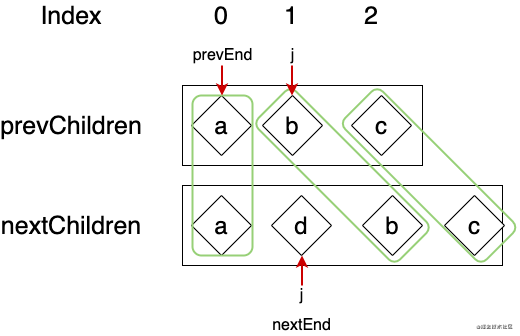 Index 0 1 2
prevEnd j
prevChildren a b c
nextChildren a d b c
j
nextEnd
@稀土掘金技术社区